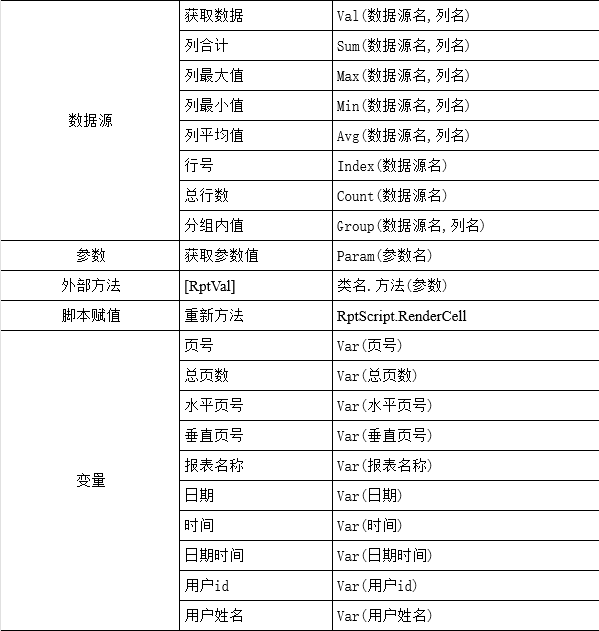 数据源
获取数据 Val(数据源名,列名)
列合计 Sum(数据源名,列名)
列最大值 Max(数据源名,列名)
列最小值 Min(数据源名,列名)
列平均值 Avg(数据源名,列名)
行号 Index(数据源名)
总行数 Count(数据源名)
分组内值 Group(数据源名,列名)
参数 获取参数值 Param(参数名)
外部方法 [RptVal] 类名.方法(参数)
脚本赋值 重新方法 RptScript.RenderCell
变量
页号 Var(页号)
总页数 Var(总页数)
水平页号 Var(水平页号)
垂直页号 Var(垂直页号)
报表名称 Var(报表名称)
日期 Var(日期)
时间 Var(时间)
日期时间 Var(日期时间)
用户id Var(用户id)
用户姓名 Var(用户姓名)